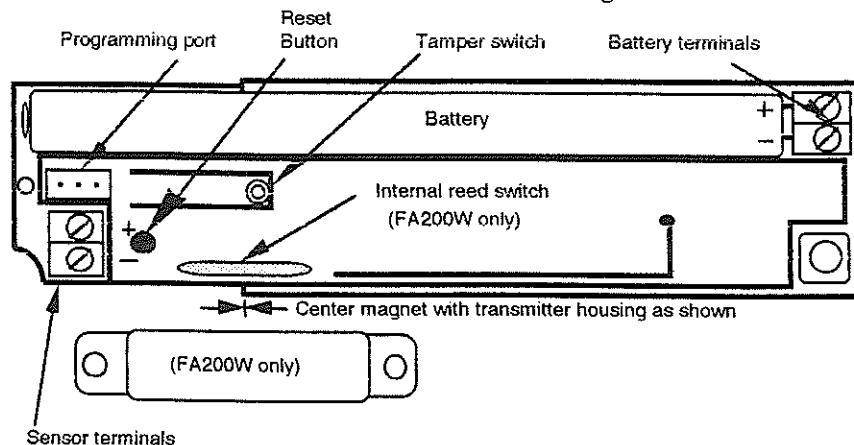 Reset
Button
Programming port
Tamper switch
Battery terminals
Battery
+
−
Internal reed switch
(FA200W only)
+
−
Center magnet with transmitter housing as shown
(FA200W only)
Sensor terminals